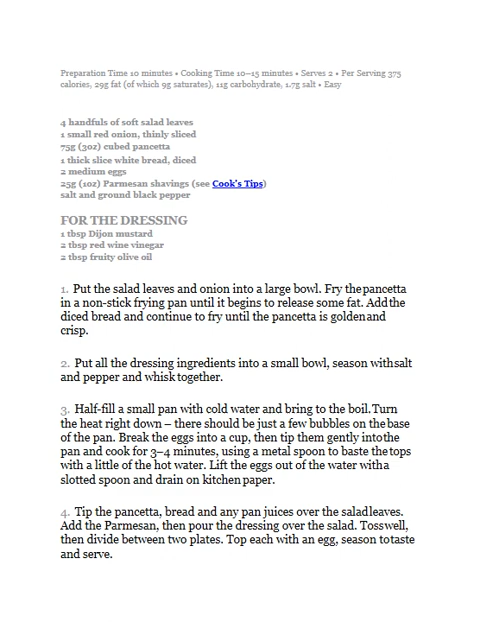 Preparation Time 10 minutes • Cooking Time 10–15 minutes • Serves 2 • Per Serving 375
calories, 29g fat (of which 9g saturates), 11g carbohydrate, 1.7g salt • Easy
4 handfuls of soft salad leaves
1 small red onion, thinly sliced
75g (3oz) cubed pancetta
1 thick slice white bread, diced
2 medium eggs
25g (1oz) Parmesan shavings (see Cook's Tips)
salt and ground black pepper
FOR THE DRESSING
1 tbsp Dijon mustard
2 tbsp red wine vinegar
2 tbsp fruity olive oil
1. Put the salad leaves and onion into a large bowl. Fry thepancetta
in a non-stick frying pan until it begins to release some fat. Addthe
diced bread and continue to fry until the pancetta is goldenand
crisp.
2. Put all the dressing ingredients into a small bowl, season withsalt
and pepper and whisktogether.
3. Half-fill a small pan with cold water and bring to the boil.Turn
the heat right down – there should be just a few bubbles on thebase
of the pan. Break the eggs into a cup, then tip them gently intothe
pan and cook for 3–4 minutes, using a metal spoon to baste thetops
with a little of the hot water. Lift the eggs out of the water witha
slotted spoon and drain on kitchenpaper.
4. Tip the pancetta, bread and any pan juices over the saladleaves.
Add the Parmesan, then pour the dressing over the salad. Tosswell,
then divide between two plates. Top each with an egg, season totaste
and serve.